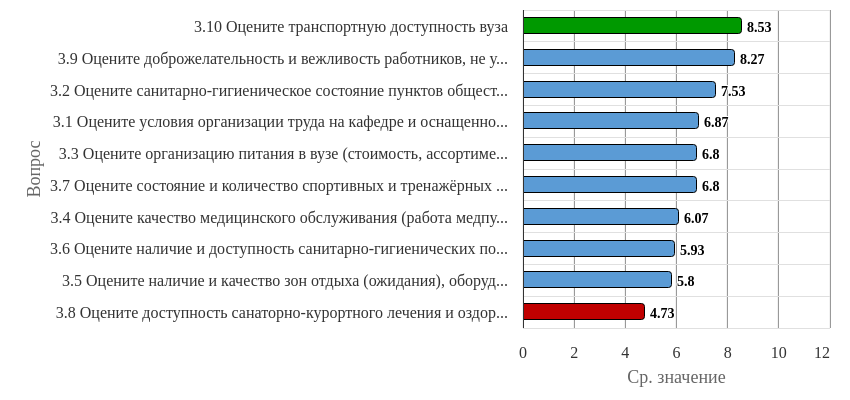 3.10 Оцените транспортную доступность вуза 8.53
3.9 Оцените доброжелательность и вежливость работников, не у... 8.27
3.2 Оцените санитарно-гигиеническое состояние пунктов общест... 7.53
3.1 Оцените условия организации труда на кафедре и оснащенно... 6.87
3.3 Оцените организацию питания в вузе (стоимость, ассортиме... 6.8
3.7 Оцените состояние и количество спортивных и тренажёрных ... 6.8
3.4 Оцените качество медицинского обслуживания (работа медпу... 6.07
3.6 Оцените наличие и доступность санитарно-гигиенических по... 5.93
3.5 Оцените наличие и качество зон отдыха (ожидания), оборуд... 5.8
3.8 Оцените доступность санаторно-курортного лечения и оздор... 4.73
Вопрос
0 2 4 6 8 10 12
Ср. значение